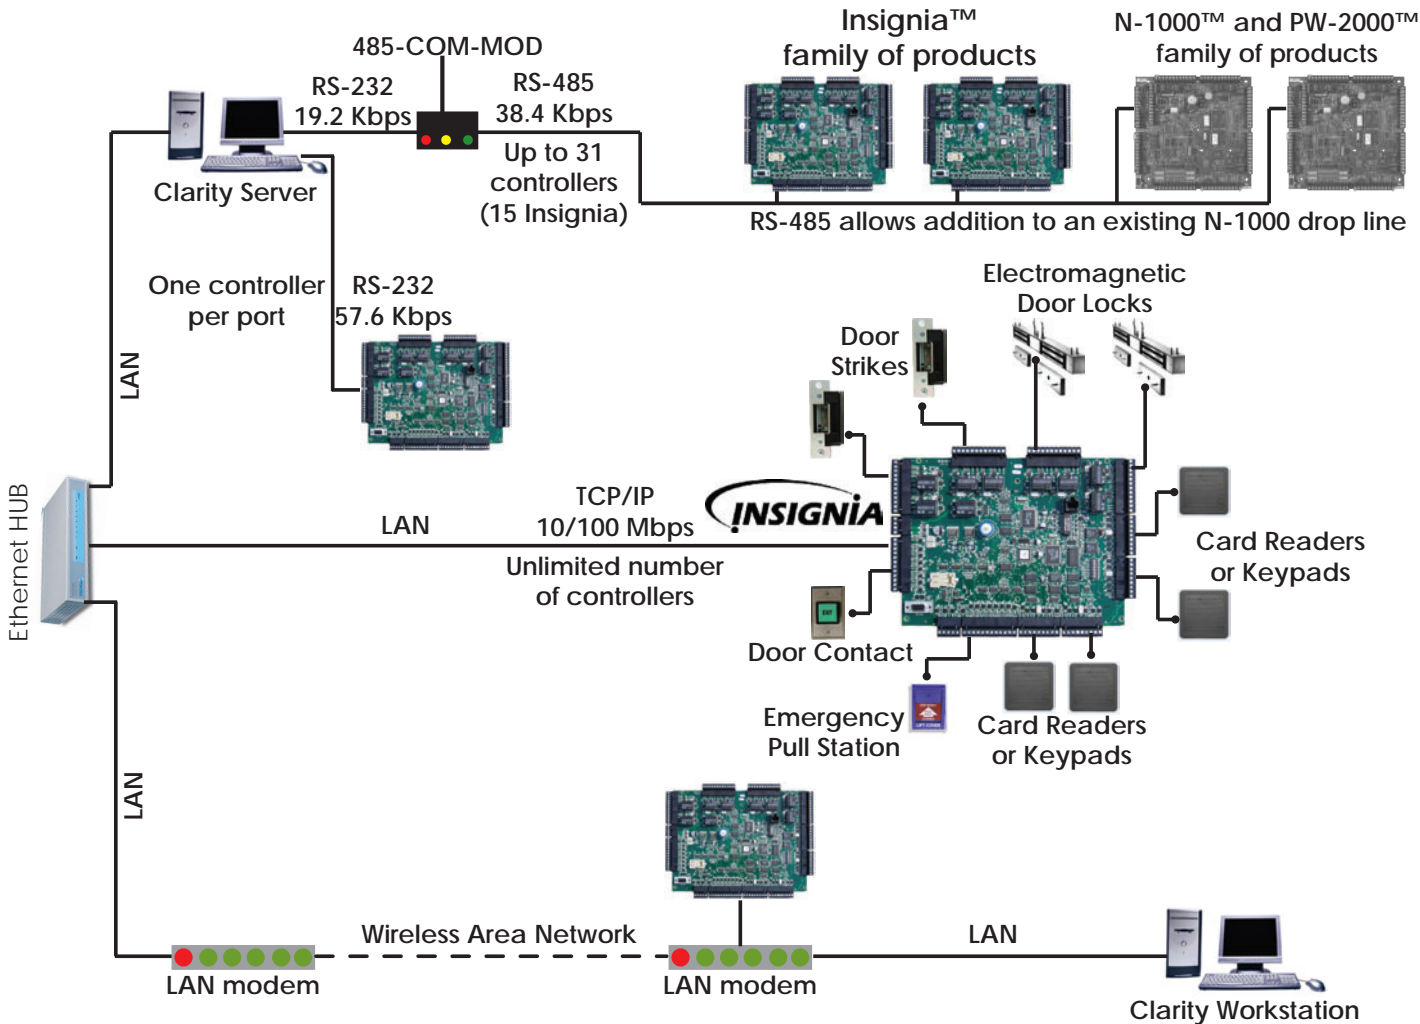 Insignia™
family of products
N-1000™ and PW-2000™
family of products
485-COM-MOD
RS-232
19.2 Kbps
RS-485
38.4 Kbps
Up to 31
controllers
(15 Insignia)
Clarity Server
RS-485 allows addition to an existing N-1000 drop line
One controller
per port
RS-232
57.6 Kbps
LAN
Electromagnetic
Door Locks
Door
Strikes
Ethernet HUB
LAN
TCP/IP
10/100 Mbps
Unlimited number
of controllers
INSIGNIA
Card Readers
or Keypads
EXIT
Door Contact
Emergency
Pull Station
Card Readers
or Keypads
LAN
Wireless Area Network
LAN
LAN modem
LAN modem
Clarity Workstation